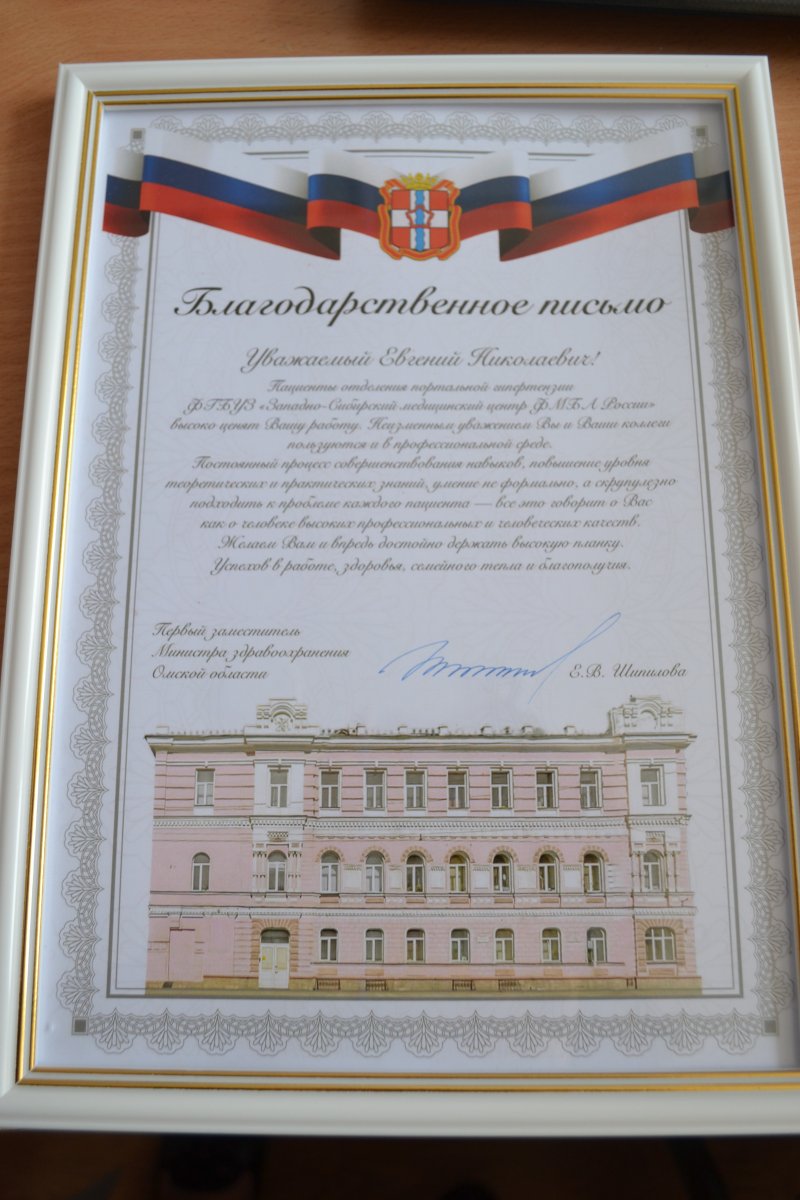 Благодарственное письмо
Уважаемый Евгений Николаевич!
Пациенты отделения портальной гипертензии
ФГБУЗ «Западно-Сибирский медицинский центр ФМБА России»
высоко ценят Вашу работу. Неизменным уважением Вы и Ваши коллеги
пользуются и в профессиональной среде.
Постоянный процесс совершенствования навыков, повышение уровня
теоретических и практических знаний, умение не формально, а скрупулезно
подходить к проблеме каждого пациента — все это говорит о Вас
как о человеке высоких профессиональных и человеческих качеств.
Желаем Вам и впредь достойно держать высокую планку.
Успехов в работе, здоровья, семейного тепла и благополучия.
Первый заместитель
Министра здравоохранения
Омской области
Е.В. Шипилова